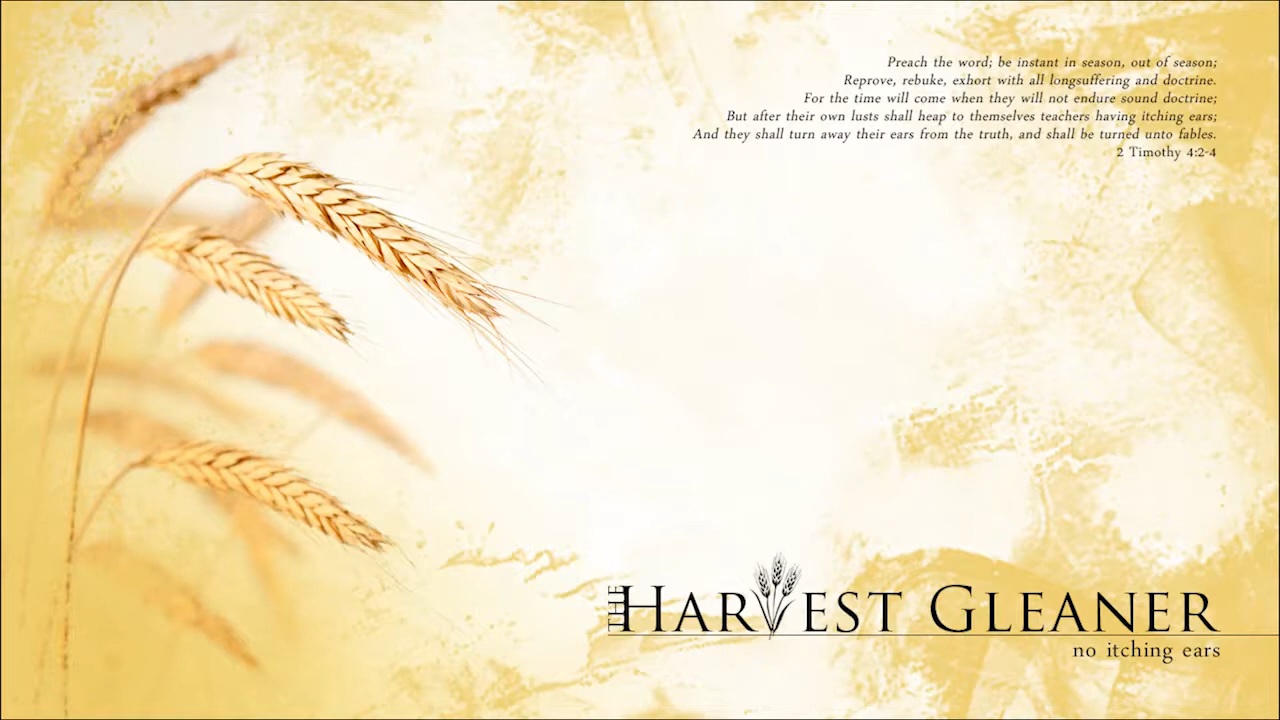 Preach the word; be instant in season, out of season;
Reprove, rebuke, exhort with all longsuffering and doctrine.
For the time will come when they will not endure sound doctrine;
But after their own lusts shall heap to themselves teachers having itching ears;
And they shall turn away their ears from the truth, and shall be turned unto fables.
2 Timothy 4:2-4
THE HARVEST GLEANER
no itching ears